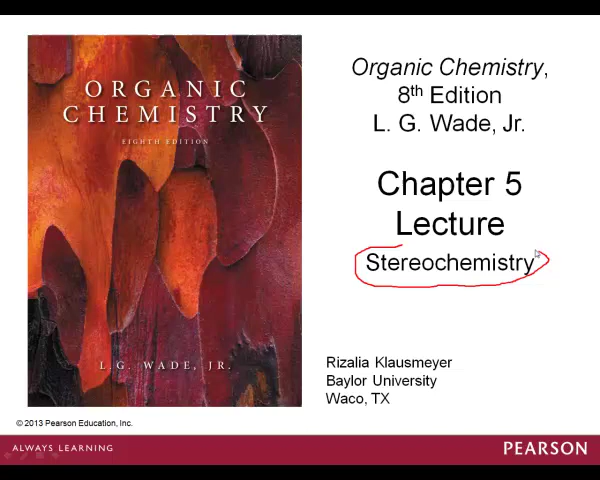 ORGANIC
CHEMISTRY
EIGHTH EDITION
L.G. WADE, JR.
Organic Chemistry,
8th Edition
L. G. Wade, Jr.
Chapter 5
Lecture
Stereochemistry
Rizalia Klausmeyer
Baylor University
Waco, TX
© 2013 Pearson Education, Inc.
ALWAYS LEARNING
PEARSON